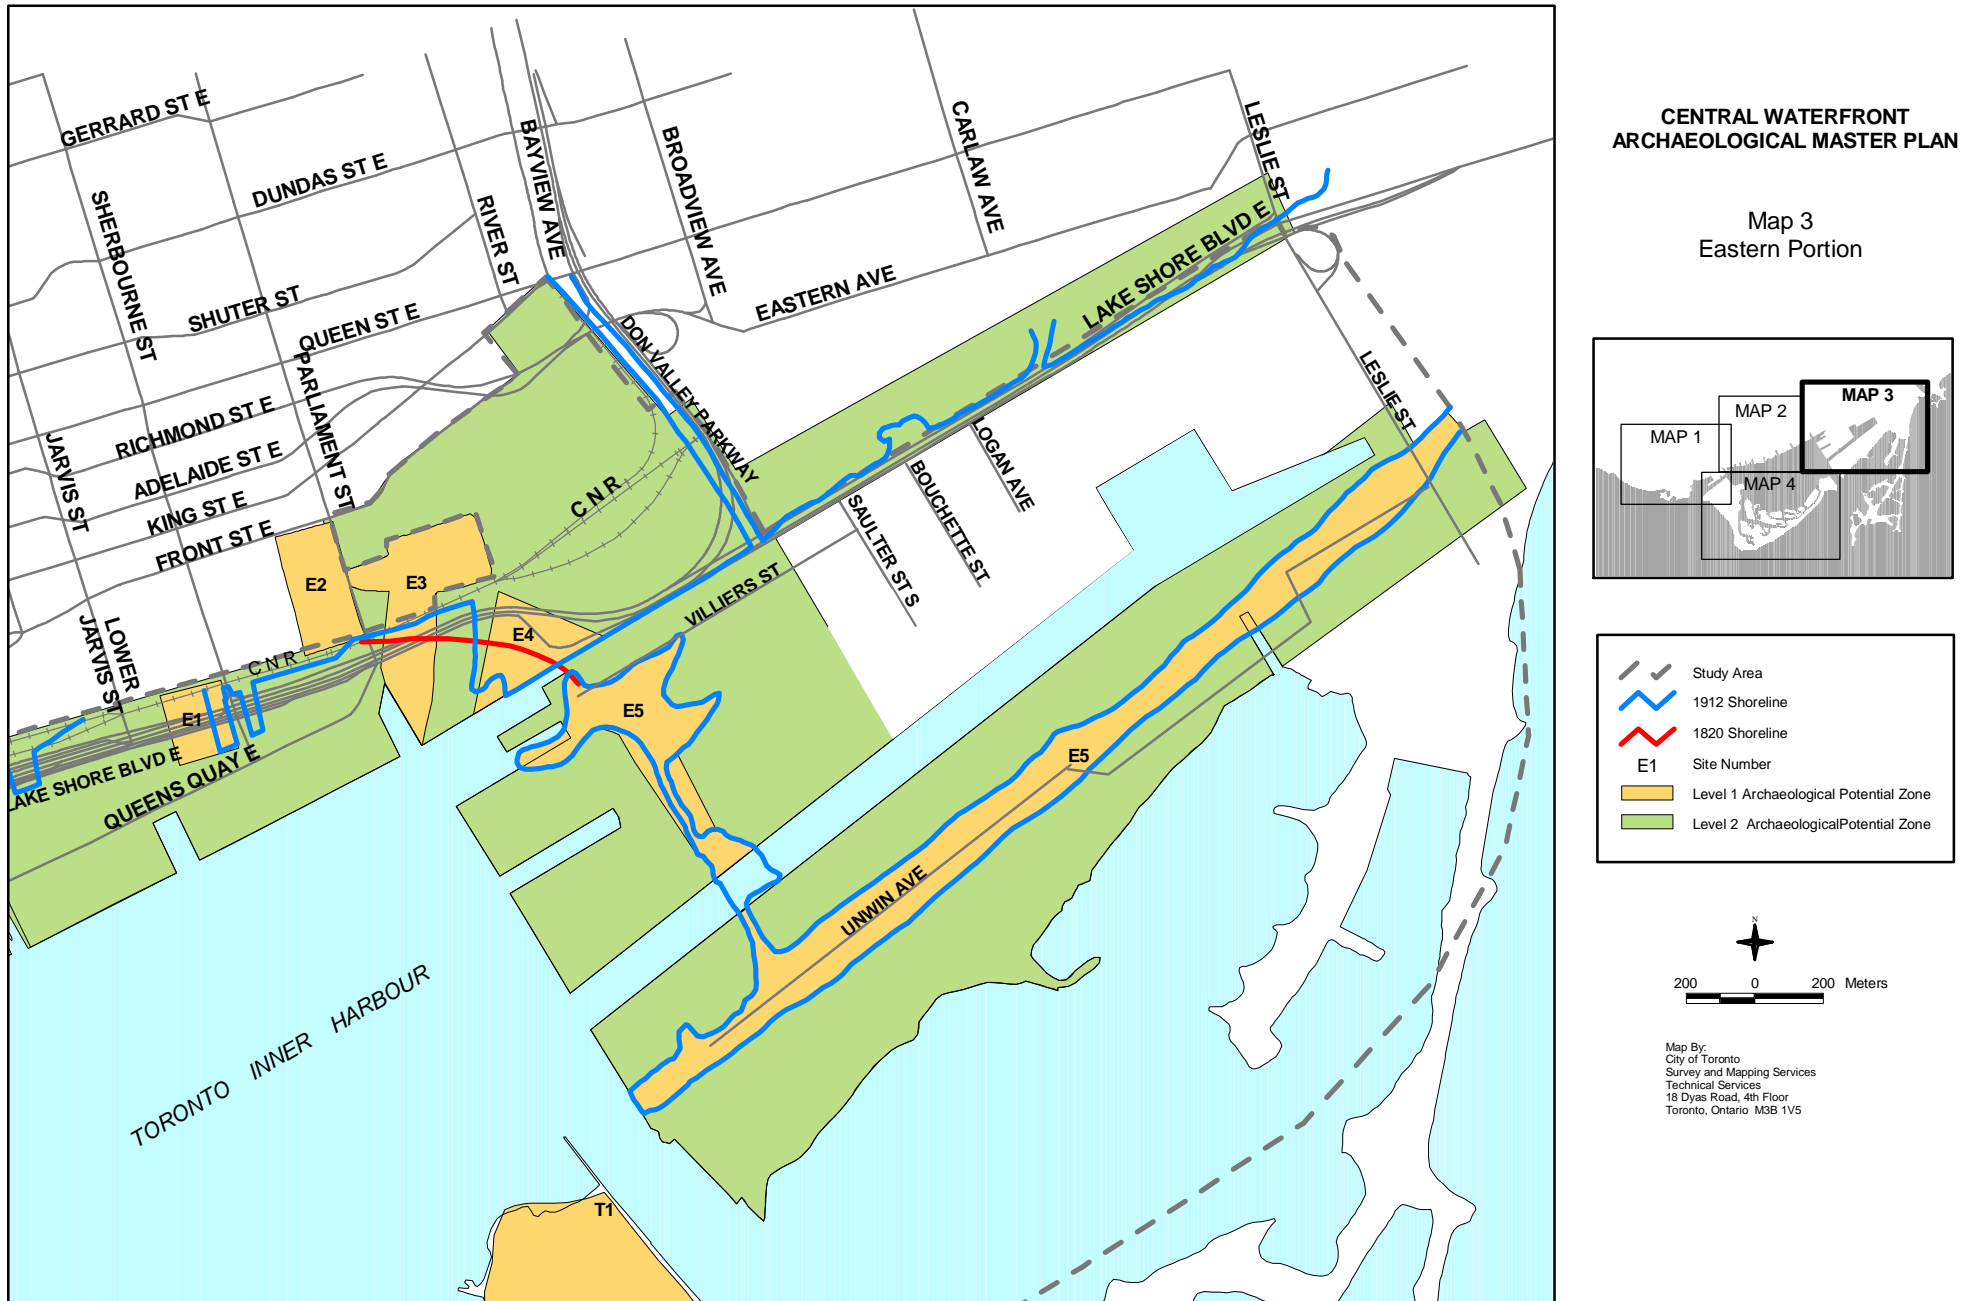 GERRARD ST E
DUNDAS ST E
SHERBOURNE ST
SHUTER ST
QUEEN ST E
RIVER ST
BAYVIEW AVE
BROADVIEW AVE
CARLAW AVE
LESLIE ST
EASTERN AVE
LAKE SHORE BLVD E
DON VALLEY PARKWAY
PARLIAMENT ST
RICHMOND ST E
ADELAIDE ST E
KING ST E
FRONT ST E
JARVIS ST
LOWER
JARVIS ST
C N R
C N R
LESLIE ST
LOGAN AVE
BOUCHETTE ST
SAULTER ST S
VILLIERS ST
E2
E3
E4
E1
E5
E5
LAKE SHORE BLVD E
QUEENS QUAY E
UNWIN AVE
TORONTO INNER HARBOUR
T1
CENTRAL WATERFRONT
ARCHAEOLOGICAL MASTER PLAN
Map 3
Eastern Portion
MAP 3
MAP 2
MAP 1
MAP 4
Study Area
1912 Shoreline
1820 Shoreline
E1 Site Number
Level 1 Archaeological Potential Zone
Level 2 ArchaeologicalPotential Zone
N
200 0 200 Meters
Map By:
City of Toronto
Survey and Mapping Services
Technical Services
18 Dyas Road, 4th Floor
Toronto, Ontario M3B 1V5